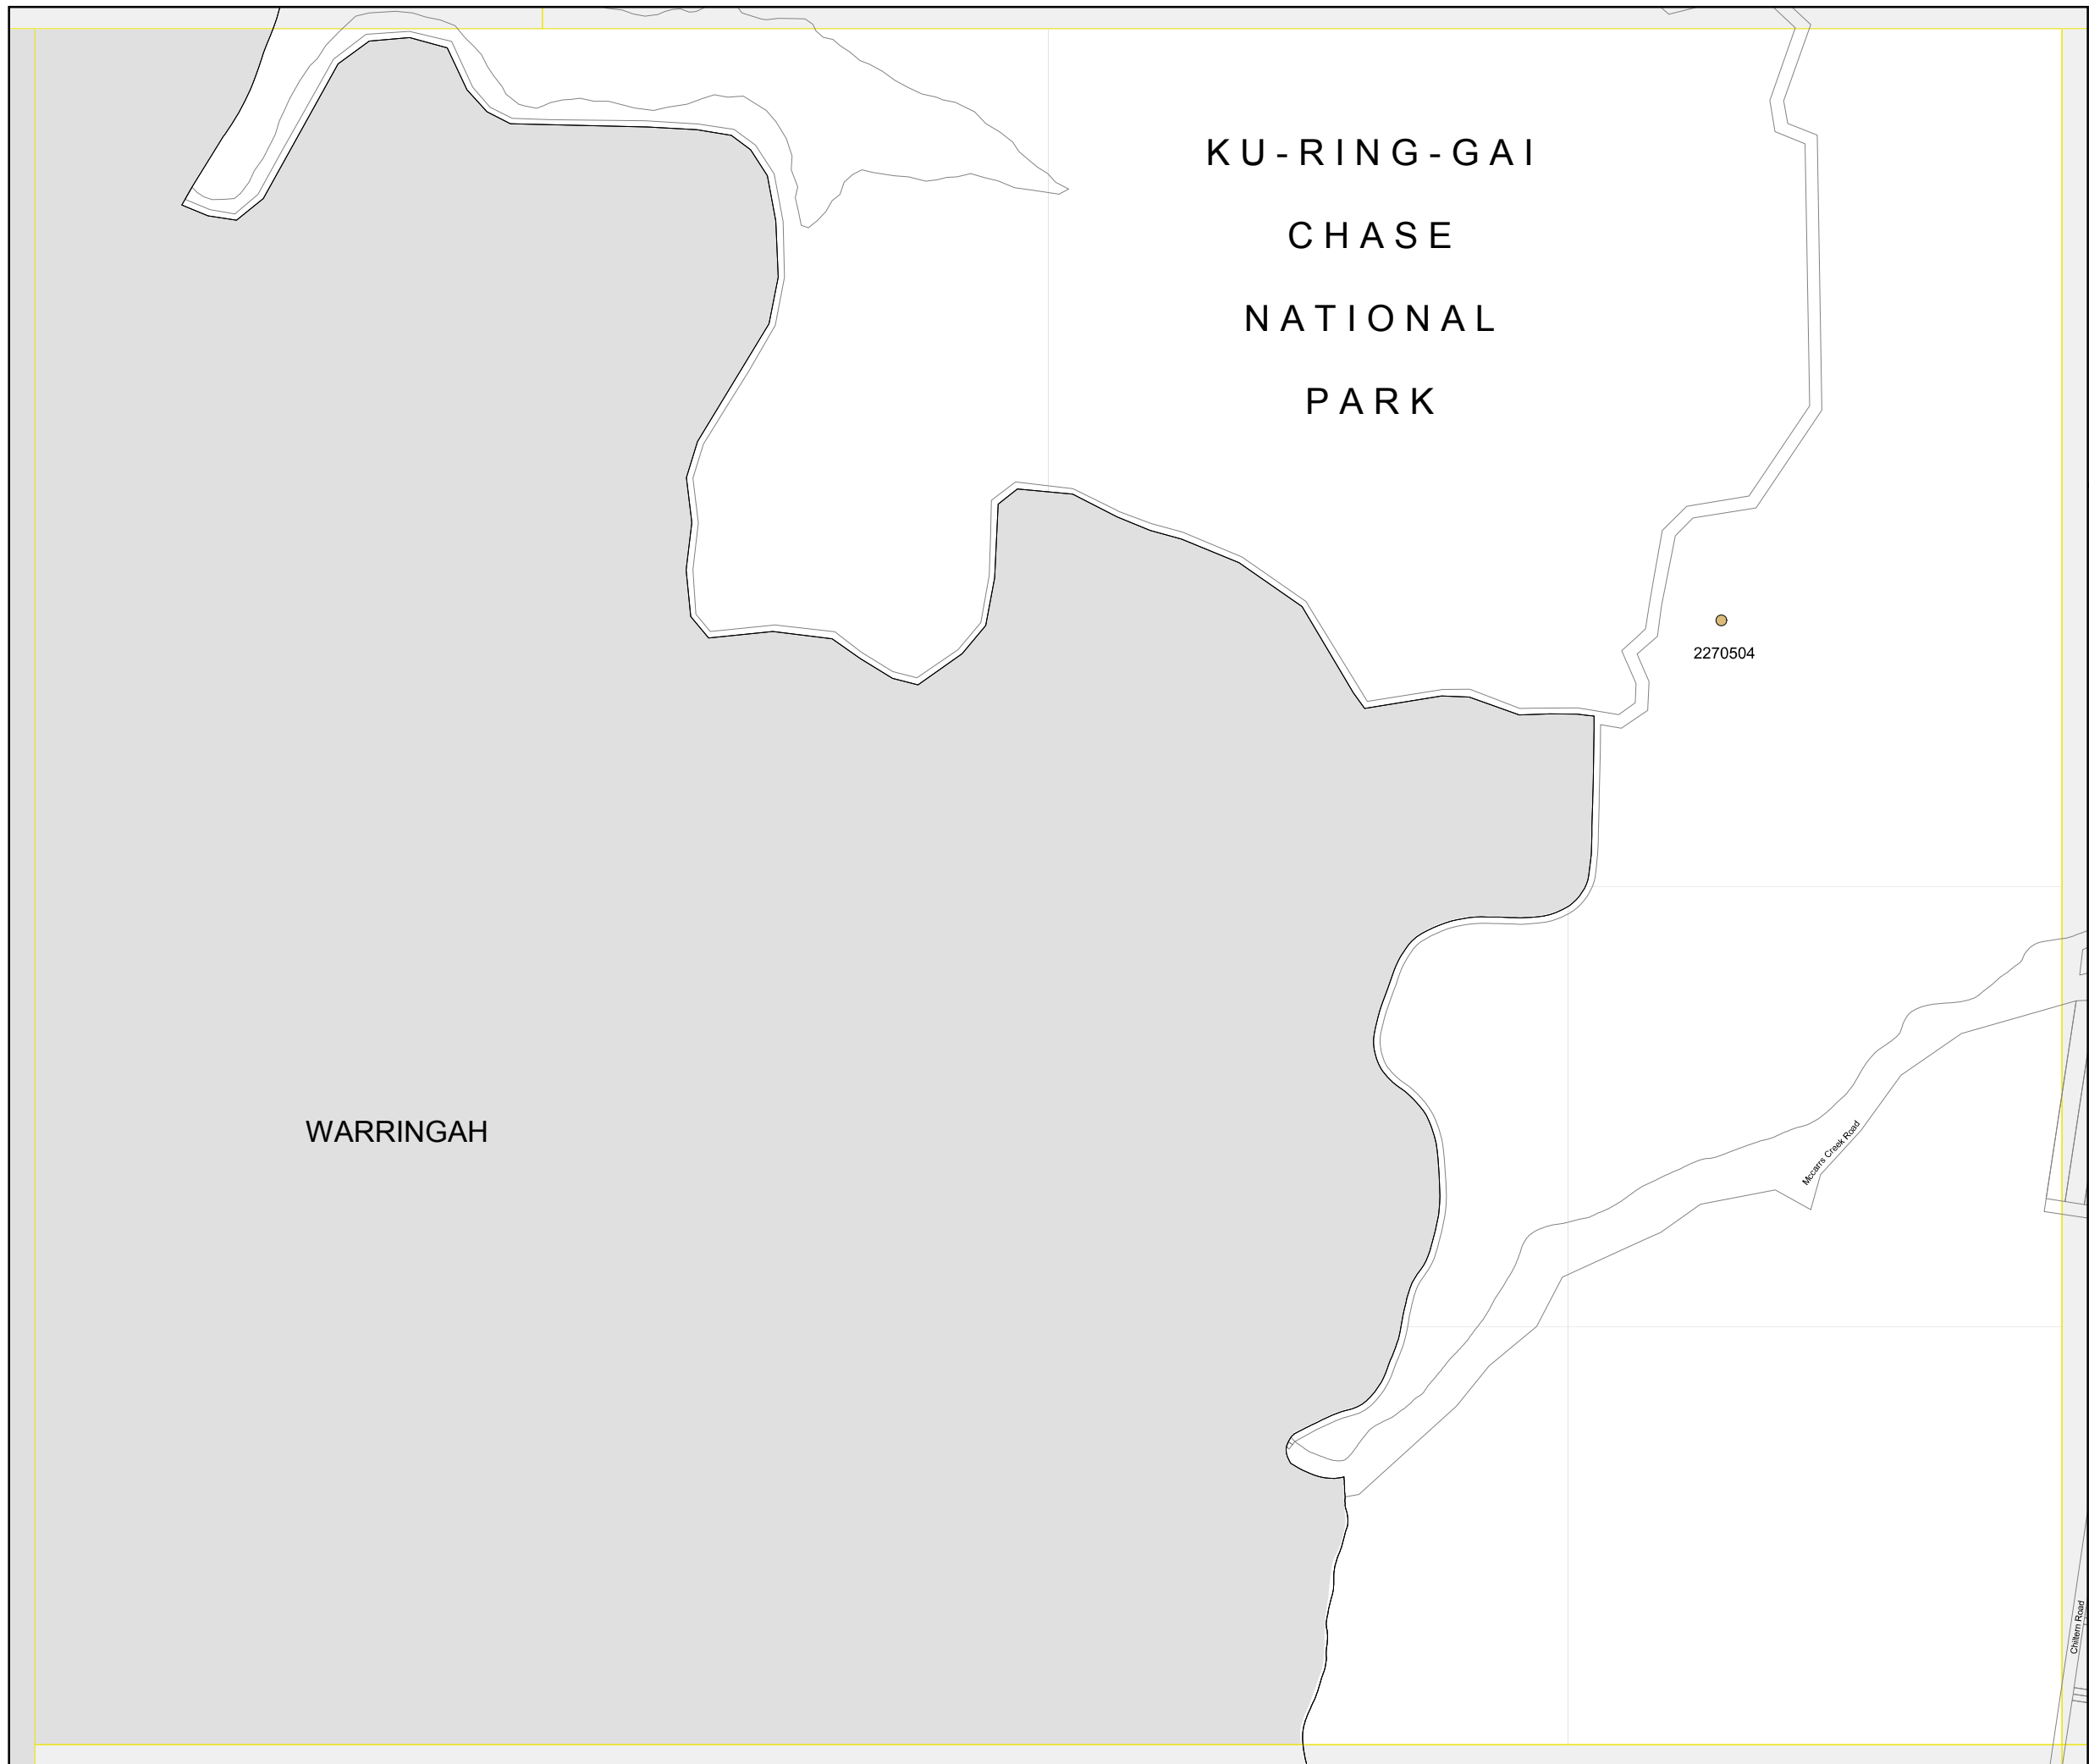 KU-RING-GAI
CHASE
NATIONAL
PARK
2270504
WARRINGAH
Mccarrs Creek Road
Chiltern Road